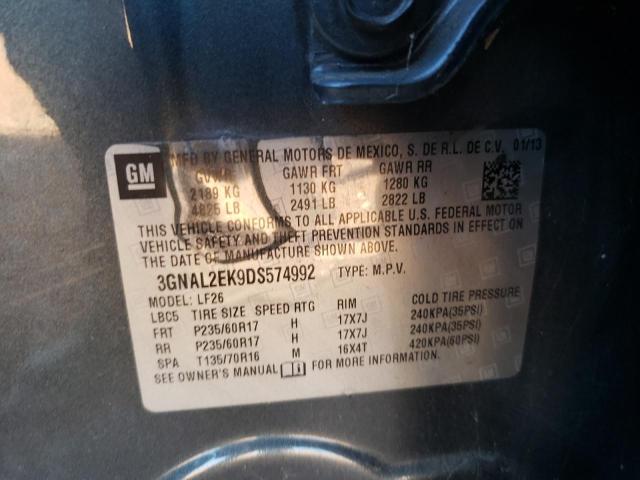 GM
MFD BY GENERAL MOTORS DE MEXICO, S. DE R.L. DE C.V. 01/13
GVWR GAWR FRT GAWR RR
2189 KG 1130 KG 1280 KG
4825 LB 2491 LB 2822 LB
THIS VEHICLE CONFORMS TO ALL APPLICABLE U.S. FEDERAL MOTOR
VEHICLE SAFETY AND THEFT PREVENTION STANDARDS IN EFFECT ON
THE DATE OF MANUFACTURE SHOWN ABOVE.
3GNAL2EK9DS574992 TYPE: M.P.V.
MODEL: LF26
LBC5 TIRE SIZE SPEED RTG RIM COLD TIRE PRESSURE
FRT P235/60R17 H 17X7J 240KPA(35PSI)
RR P235/60R17 H 17X7J 240KPA(35PSI)
SPA T135/70R16 M 16X4T 420KPA(60PSI)
SEE OWNER'S MANUAL FOR MORE INFORMATION.